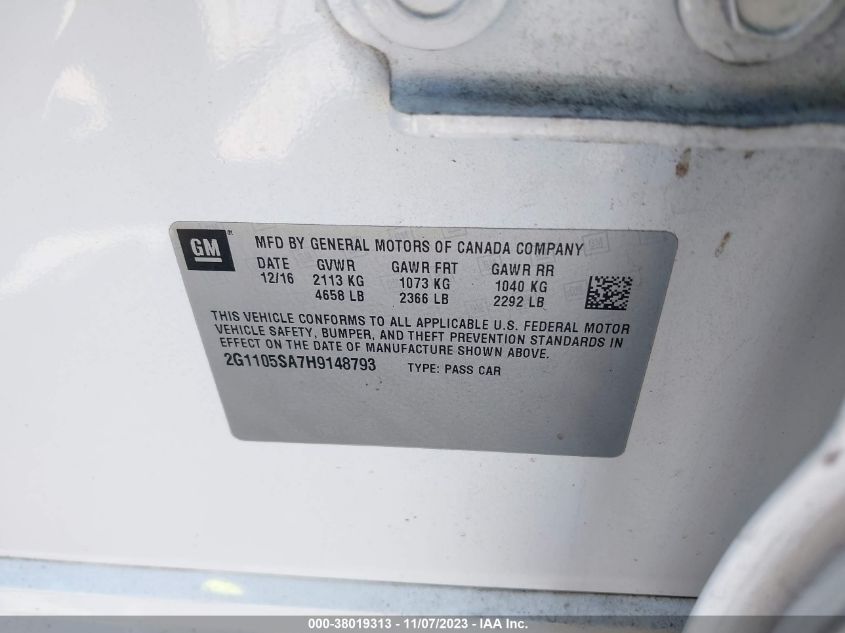 GM
MFD BY GENERAL MOTORS OF CANADA COMPANY
DATE GVWR GAWR FRT GAWR RR
12/16 2113 KG 1073 KG 1040 KG
4658 LB 2366 LB 2292 LB
THIS VEHICLE CONFORMS TO ALL APPLICABLE U.S. FEDERAL MOTOR
VEHICLE SAFETY, BUMPER, AND THEFT PREVENTION STANDARDS IN
EFFECT ON THE DATE OF MANUFACTURE SHOWN ABOVE.
2G1105SA7H9148793 TYPE: PASS CAR
000-38019313 - 11/07/2023 - IAA Inc.